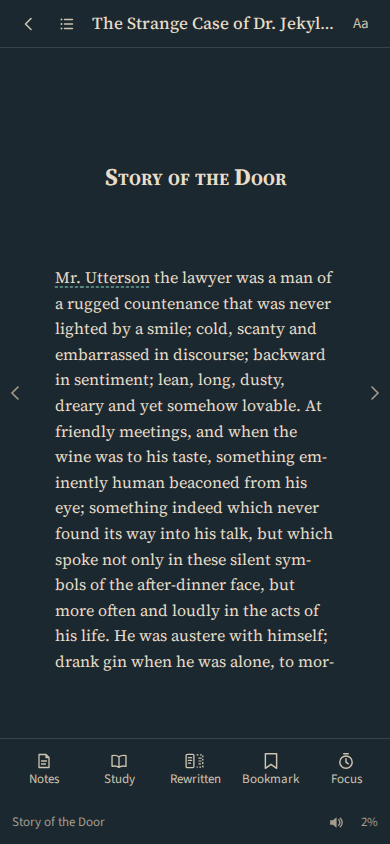 The Strange Case of Dr. Jekyl...
Aa
Story of the Door
Mr. Utterson the lawyer was a man of
a rugged countenance that was never
lighted by a smile; cold, scanty and
embarrassed in discourse; backward
in sentiment; lean, long, dusty,
dreary and yet somehow lovable. At
friendly meetings, and when the
wine was to his taste, something em-
inently human beaconed from his
eye; something indeed which never
found its way into his talk, but which
spoke not only in these silent sym-
bols of the after-dinner face, but
more often and loudly in the acts of
his life. He was austere with himself;
drank gin when he was alone, to mor-
Notes
Study
Rewritten
Bookmark
Focus
Story of the Door
2%